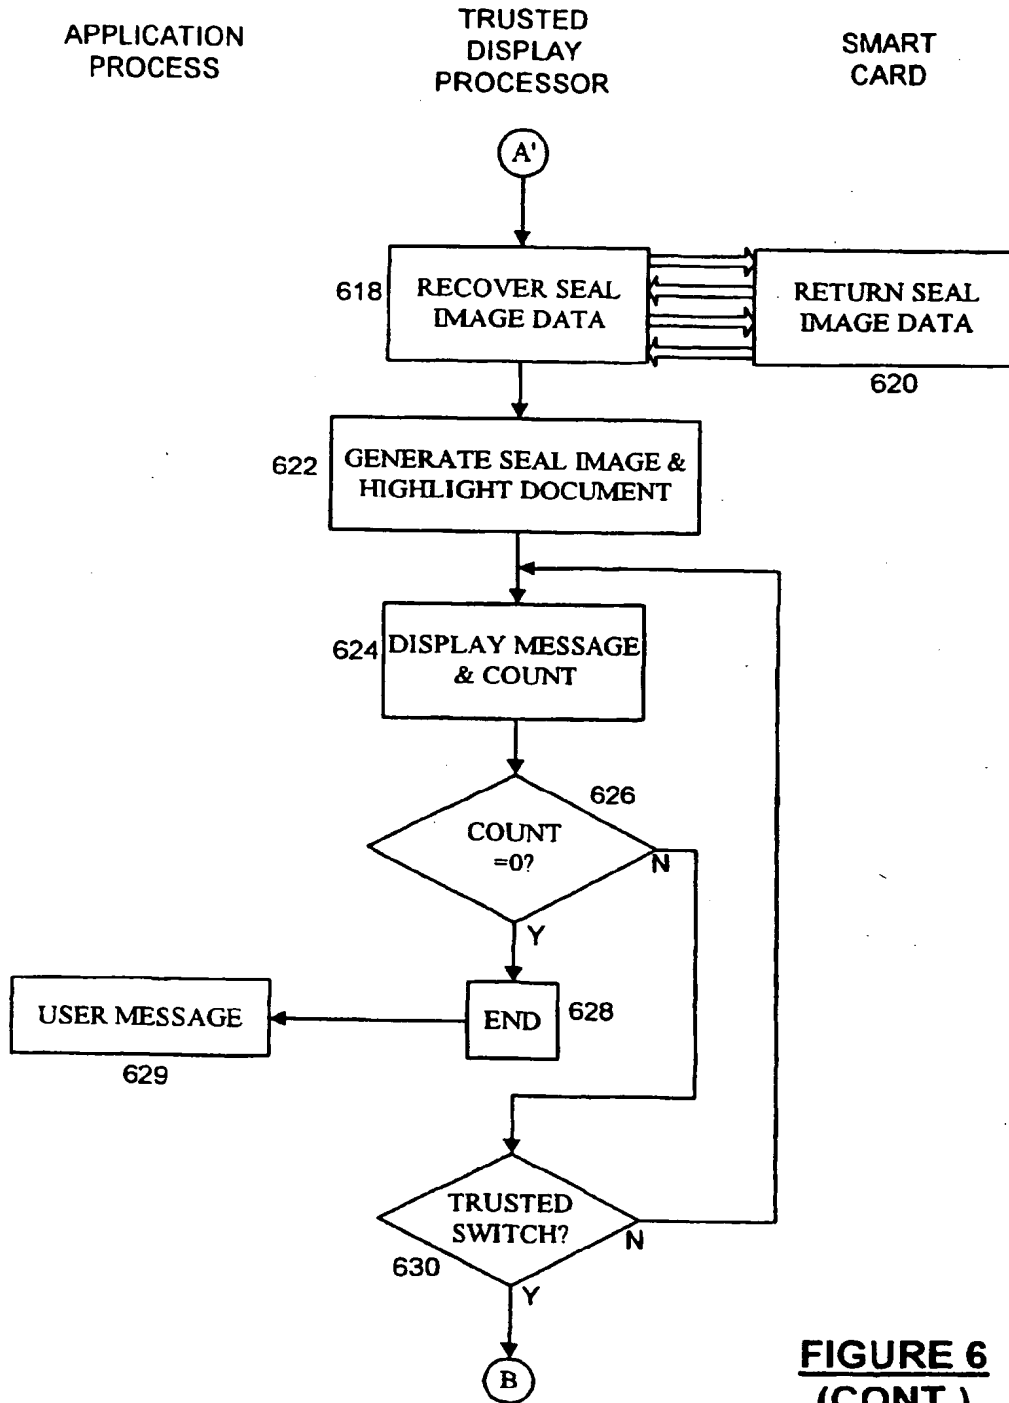 APPLICATION
PROCESS
TRUSTED
DISPLAY
PROCESSOR
SMART
CARD
A'
618
RECOVER SEAL
IMAGE DATA
RETURN SEAL
IMAGE DATA
620
622
GENERATE SEAL IMAGE &
HIGHLIGHT DOCUMENT
624
DISPLAY MESSAGE
& COUNT
626
COUNT
=0?
N
Y
USER MESSAGE
629
END
628
TRUSTED
SWITCH?
N
630
Y
B
FIGURE 6
(CONT.)